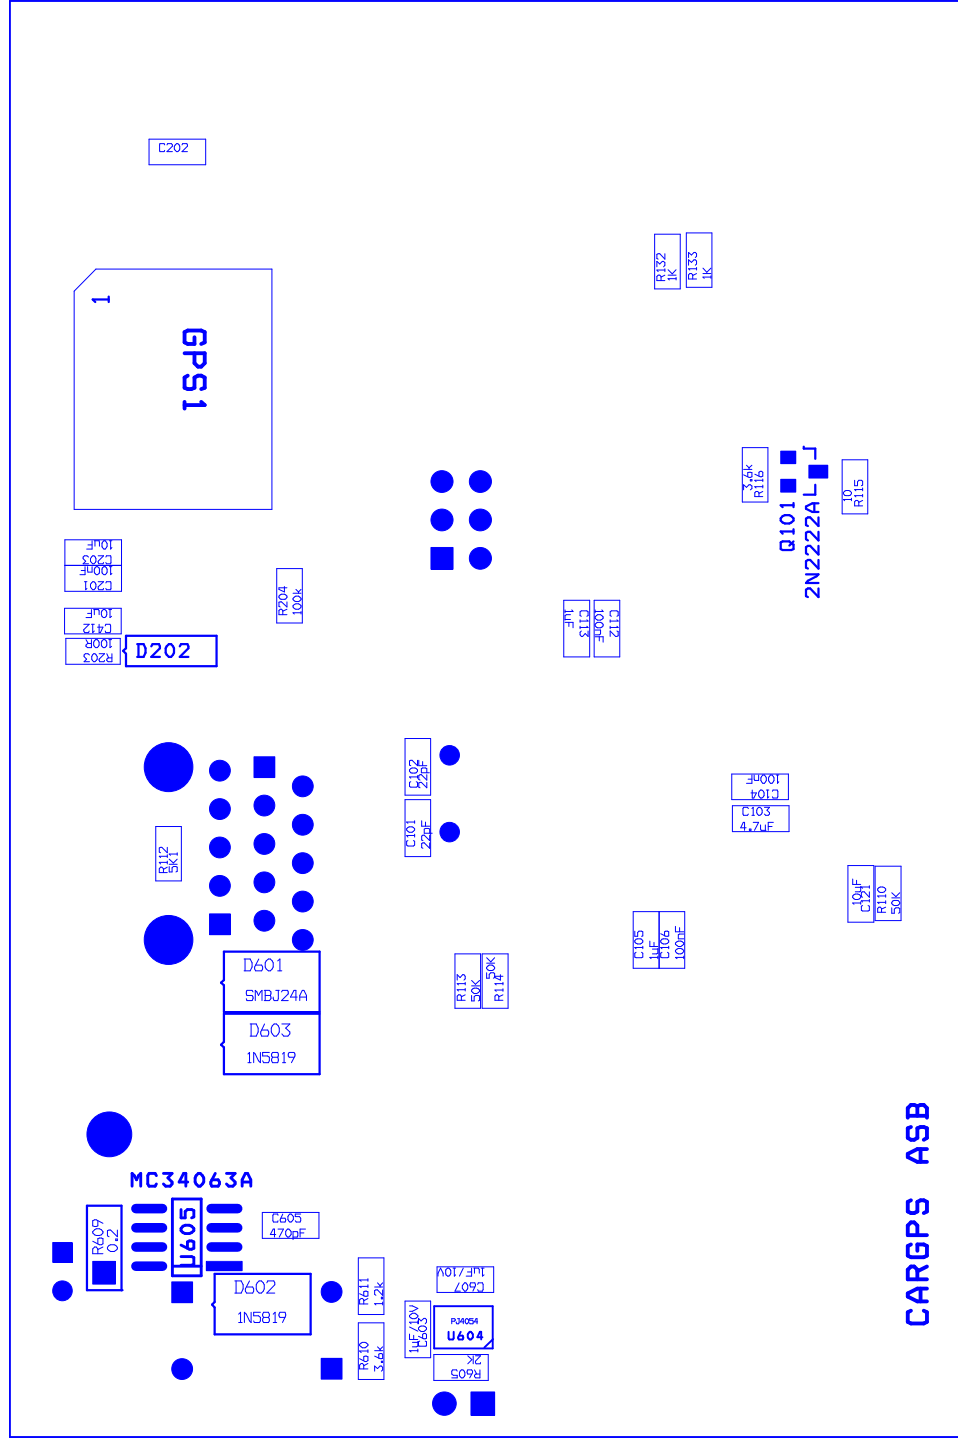 C202
R132
1K
R133
1K
1
GPS1
3.6k
R116
Q101
2N2222A
10
R115
10uF
C203
100nF
C201
R204
100k
10uF
C412
100R
R203
D202
C113
1uF
C112
100nF
C102
22pF
C101
22pF
100nF
C104
C103
4.7uF
R112
5K1
10uF
C121
R110
50K
C105
1uF
C106
100nF
D601
SMBJ24A
R113
50K
50K
R114
D603
1N5819
MC34063A
CARGPS ASB
R609
0.2
U605
C605
470pF
D602
1N5819
R611
1.2k
1uF/10V
C607
1uF/10V
C603
PJ4054
U604
R610
3.6k
2K
R605